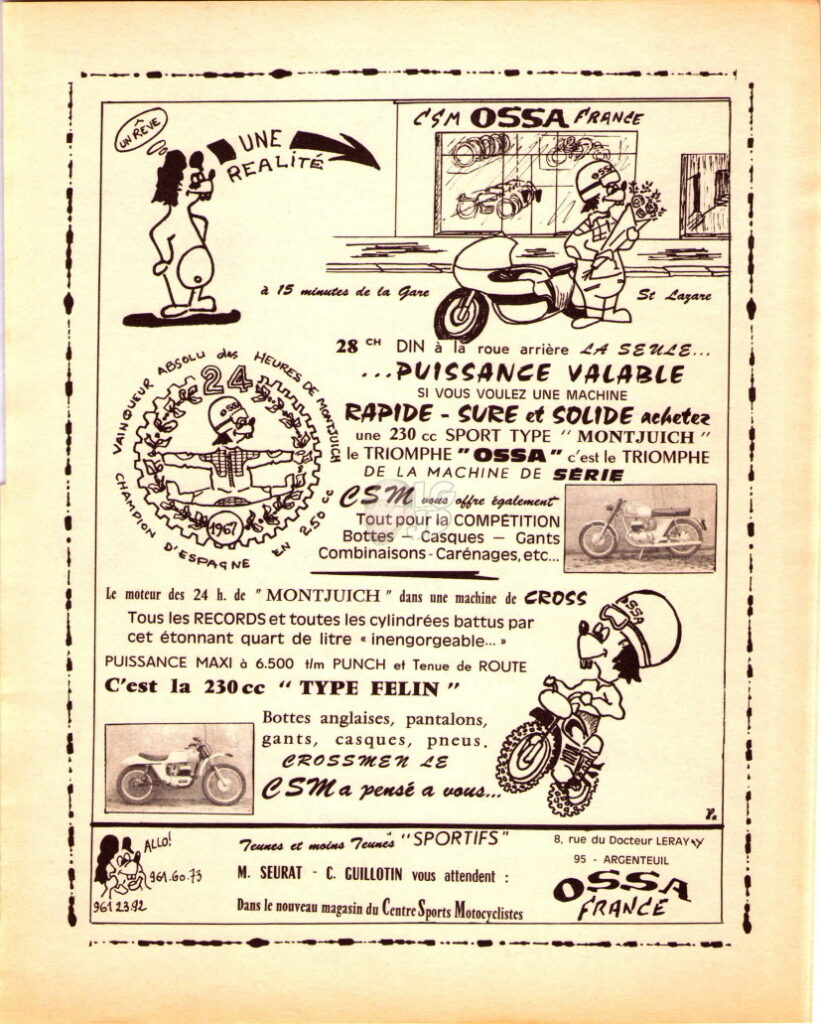 UN RÊVE
UNE
REALITÉ
CSM OSSA FRANCE
à 15 minutes de la Gare St Lazare
28 CH DIN à la roue arrière LA SEULE...
...PUISSANCE VALABLE
SI VOUS VOULEZ UNE MACHINE
RAPIDE - SURE et SOLIDE achetez
une 230 cc SPORT TYPE " MONTJUICH "
le TRIOMPHE "OSSA" c'est le TRIOMPHE
DE LA MACHINE DE SÉRIE
VAINQUEUR ABSOLU des 24 HEURES DE MONTJUICH
OSSA
1967
CHAMPION D'ESPAGNE EN 250 cc
CSM vous offre également
Tout pour la COMPÉTITION
Bottes - Casques - Gants
Combinaisons - Carénages, etc...
Le moteur des 24 h. de " MONTJUICH " dans une machine de CROSS
Tous les RECORDS et toutes les cylindrées battus par
cet étonnant quart de litre « inengorgeable... »
PUISSANCE MAXI à 6.500 t/m PUNCH et Tenue de ROUTE
C'est la 230cc " TYPE FELIN "
OSSA
Bottes anglaises, pantalons,
gants, casques, pneus.
CROSSMEN LE
CSM a pensé a vous...
ALLO!
961.60.73
961 23.92
Jeunes et moins Jeunes "SPORTIFS"
M. SEURAT - C. GUILLOTIN vous attendent :
Dans le nouveau magasin du Centre Sports Motocyclistes
8, rue du Docteur LERAY
95 - ARGENTEUIL
OSSA
FRANCE